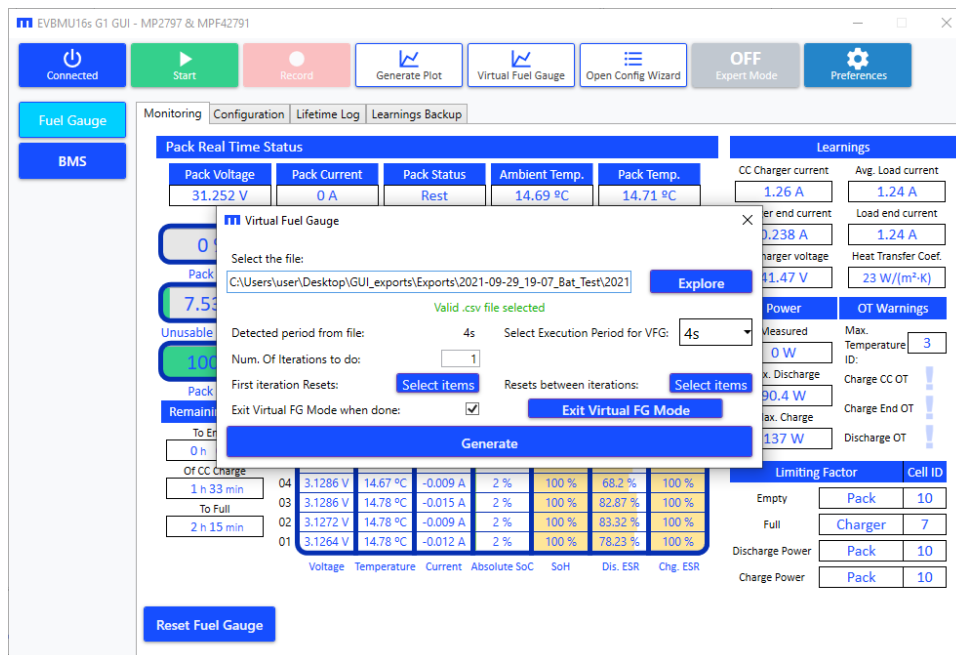 EVBMU16s G1 GUI - MP2797 & MPF42791
Connected
Start
Record
Generate Plot
Virtual Fuel Gauge
Open Config Wizard
OFF
Expert Mode
Preferences
Fuel Gauge
BMS
Monitoring Configuration Lifetime Log Learnings Backup
Pack Real Time Status
Pack Voltage Pack Current Pack Status Ambient Temp. Pack Temp.
31.252 V 0 A Rest 14.69 ºC 14.71 ºC
0
Pack
7.53
Unusable
100
Pack
To
0 h
Of CC Charge
1 h 33 min
To Full
2 h 15 min
Virtual Fuel Gauge
Select the file:
C:\Users\user\Desktop\GUI_exports\Exports\2021-09-29_19-07_Bat_Test\2021
Explore
Valid .csv file selected
Detected period from file: 4s Select Execution Period for VFG: 4s
Num. Of Iterations to do: 1
First iteration Resets: Select items Resets between iterations: Select items
Exit Virtual FG Mode when done: Exit Virtual FG Mode
Generate
04 3.1286 V 14.67 ºC -0.009 A 2 % 100 % 68.2 % 100 %
03 3.1286 V 14.78 ºC -0.015 A 2 % 100 % 82.87 % 100 %
02 3.1272 V 14.78 ºC -0.009 A 2 % 100 % 83.32 % 100 %
01 3.1264 V 14.78 ºC -0.012 A 2 % 100 % 78.23 % 100 %
Voltage Temperature Current Absolute SoC SoH Dis. ESR Chg. ESR
Reset Fuel Gauge
Learnings
CC Charger current Avg. Load current
1.26 A 1.24 A
end current Load end current
0.238 A 1.24 A
voltage Heat Transfer Coef.
41.47 V 23 W/(m²·K)
Power OT Warnings
Measured
0 W
Discharge
90.4 W
Charge
137 W
Max.
Temperature
ID: 3
Charge CC OT
Charge End OT
Discharge OT
Limiting Factor Cell ID
Empty Pack 10
Full Charger 7
Discharge Power Pack 10
Charge Power Pack 10